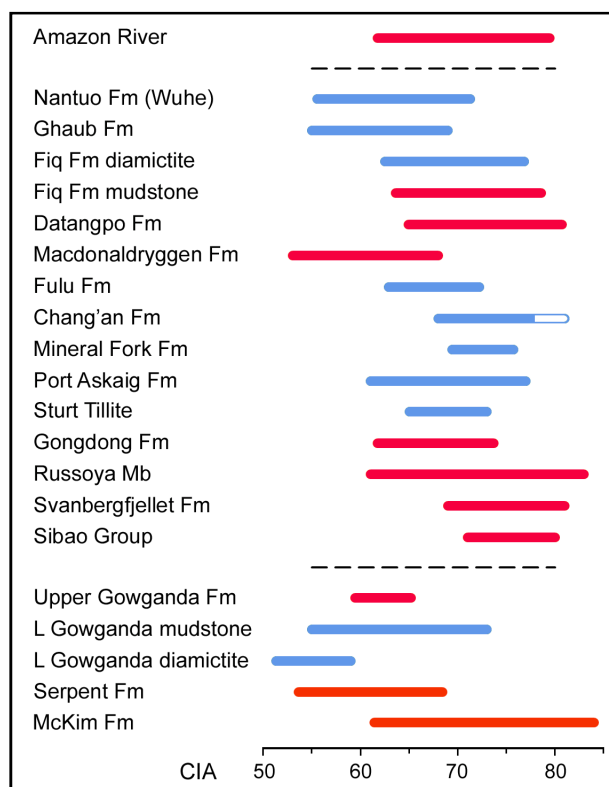 Amazon River
Nantuo Fm (Wuhe)
Ghaub Fm
Fiq Fm diamictite
Fiq Fm mudstone
Datangpo Fm
Macdonaldryggen Fm
Fulu Fm
Chang’an Fm
Mineral Fork Fm
Port Askaig Fm
Sturt Tillite
Gongdong Fm
Russoya Mb
Svanbergfjellet Fm
Sibao Group
Upper Gowganda Fm
L Gowganda mudstone
L Gowganda diamictite
Serpent Fm
McKim Fm
CIA 50 60 70 80